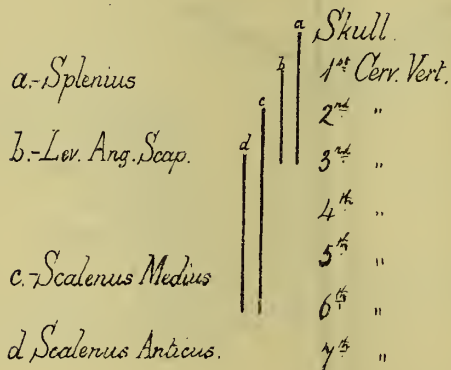 a Skull.
a.-Splenius b 1st Cerv. Vert.
c 2nd "
b.-Lev. Ang. Scap. d 3rd "
4th "
5th "
c.-Scalenus Medius
6th "
d Scalenus Anticus. 7th "